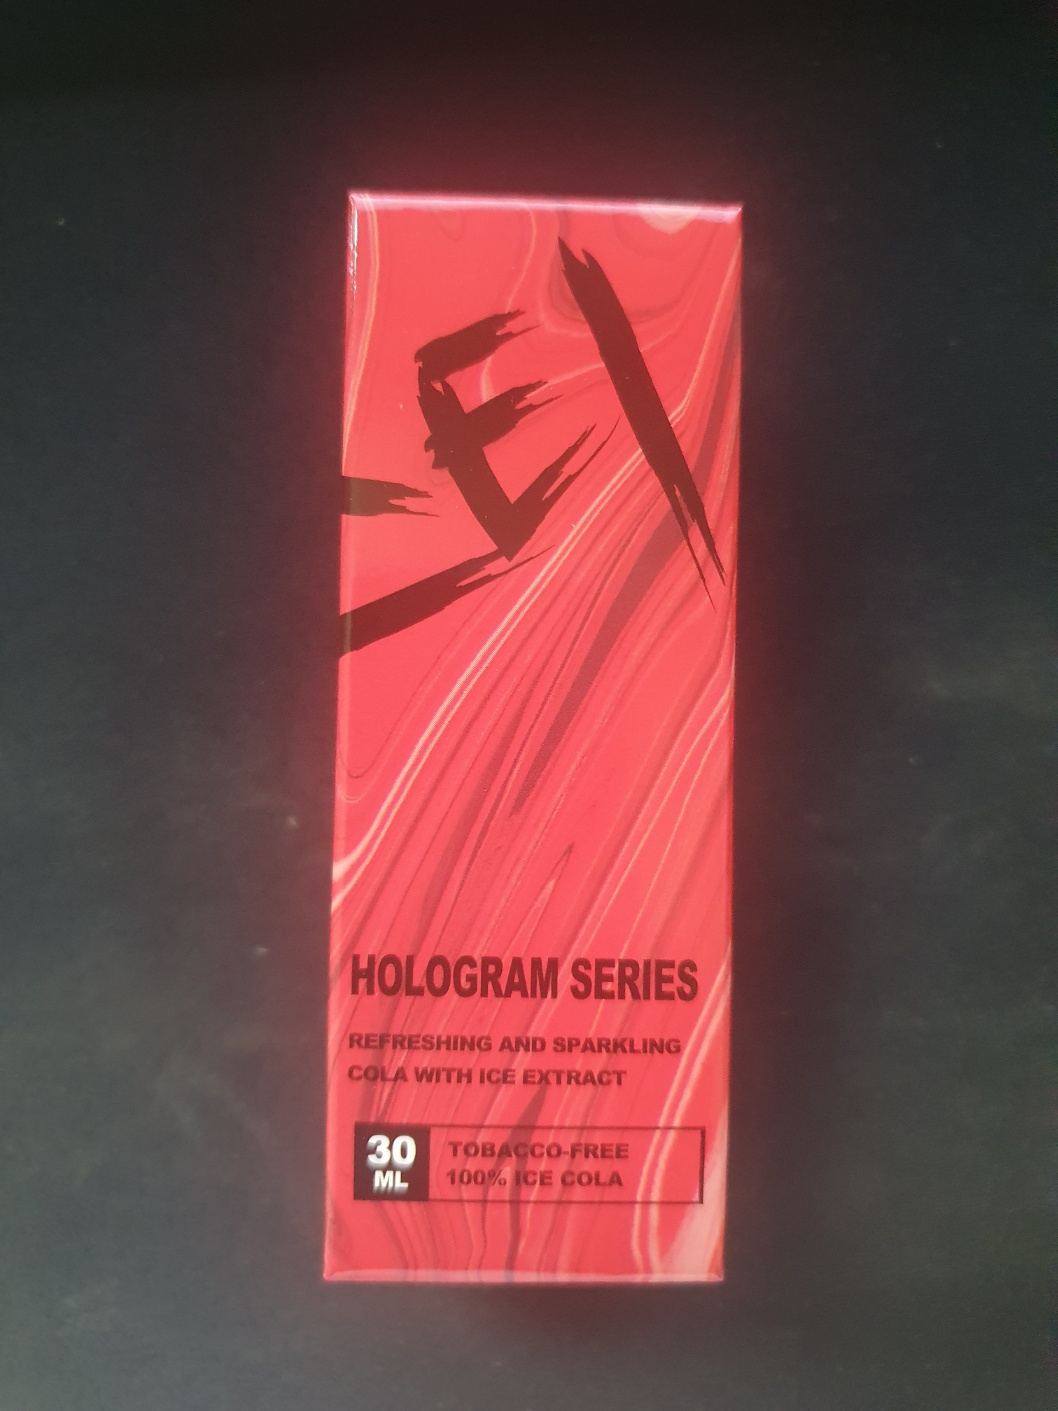 HOLOGRAM SERIES
REFRESHING AND SPARKLING
COLA WITH ICE EXTRACT
30
ML
TOBACCO-FREE
100% ICE COLA